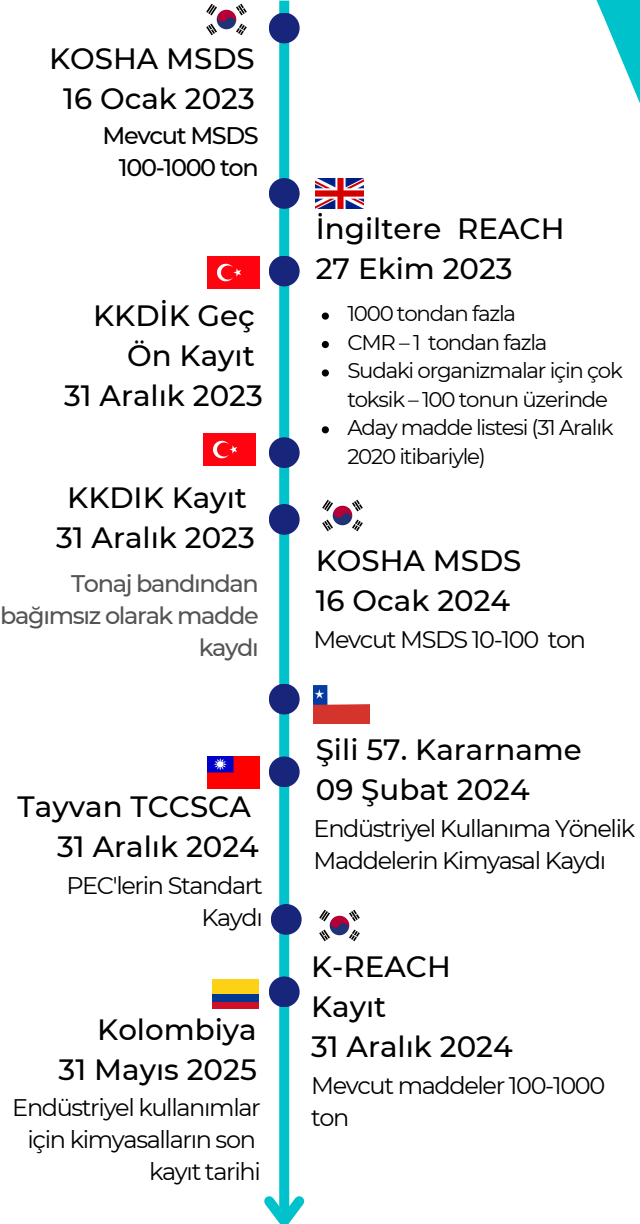 KOSHA MSDS
16 Ocak 2023
Mevcut MSDS
100-1000 ton
İngiltere REACH
27 Ekim 2023
• 1000 tondan fazla
• CMR – 1 tondan fazla
• Sudaki organizmalar için çok
toksik – 100 tonun üzerinde
• Aday madde listesi (31 Aralık
2020 itibariyle)
KKDİK Geç
Ön Kayıt
31 Aralık 2023
KKDIK Kayıt
31 Aralık 2023
Tonaj bandından
bağımsız olarak madde
kaydı
KOSHA MSDS
16 Ocak 2024
Mevcut MSDS 10-100 ton
Şili 57. Kararname
09 Şubat 2024
Endüstriyel Kullanıma Yönelik
Maddelerin Kimyasal Kaydı
Tayvan TCCSCA
31 Aralık 2024
PEC'lerin Standart
Kaydı
K-REACH
Kayıt
31 Aralık 2024
Mevcut maddeler 100-1000
ton
Kolombiya
31 Mayıs 2025
Endüstriyel kullanımlar
için kimyasalların son
kayıt tarihi